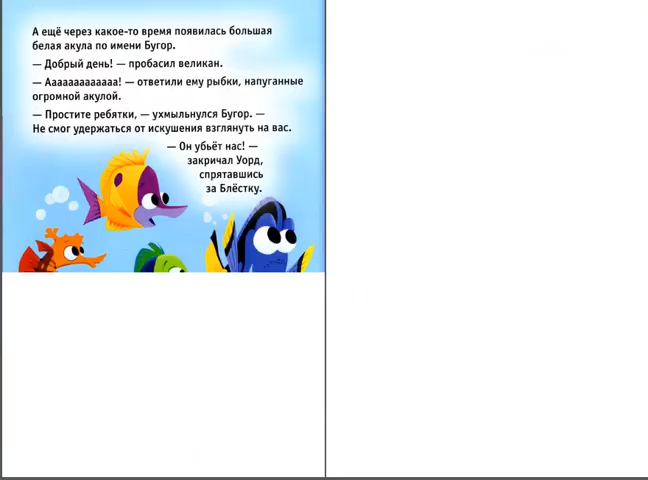 А ещё через какое-то время появилась большая
белая акула по имени Бугор.
— Добрый день! — пробасил великан.
— Аааааааааааа! — ответили ему рыбки, напуганные
огромной акулой.
— Простите ребятки, — ухмыльнулся Бугор. —
Не смог удержаться от искушения взглянуть на вас.
— Он убьёт нас! —
закричал Уорд,
спрятавшись
за Блёстку.